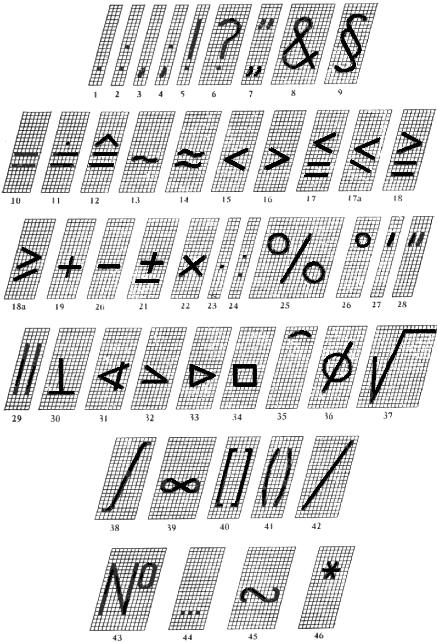 . : , ; ! ? „” & §
1 2 3 4 5 6 7 8 9
= ≐ ≙ ~ ≈ < > ≦ ⩽ ≧
10 11 12 13 14 15 16 17 17a 18
⩾ + − ± × · : % ° ′ ″
18a 19 20 21 22 23 24 25 26 27 28
∥ ⊥ ∢ > ▷ □ ⌒ ⌀ √
29 30 31 32 33 34 35 36 37
∫ ∞ [ ] ( ) /
38 39 40 41 42
№ ... ~ *
43 44 45 46